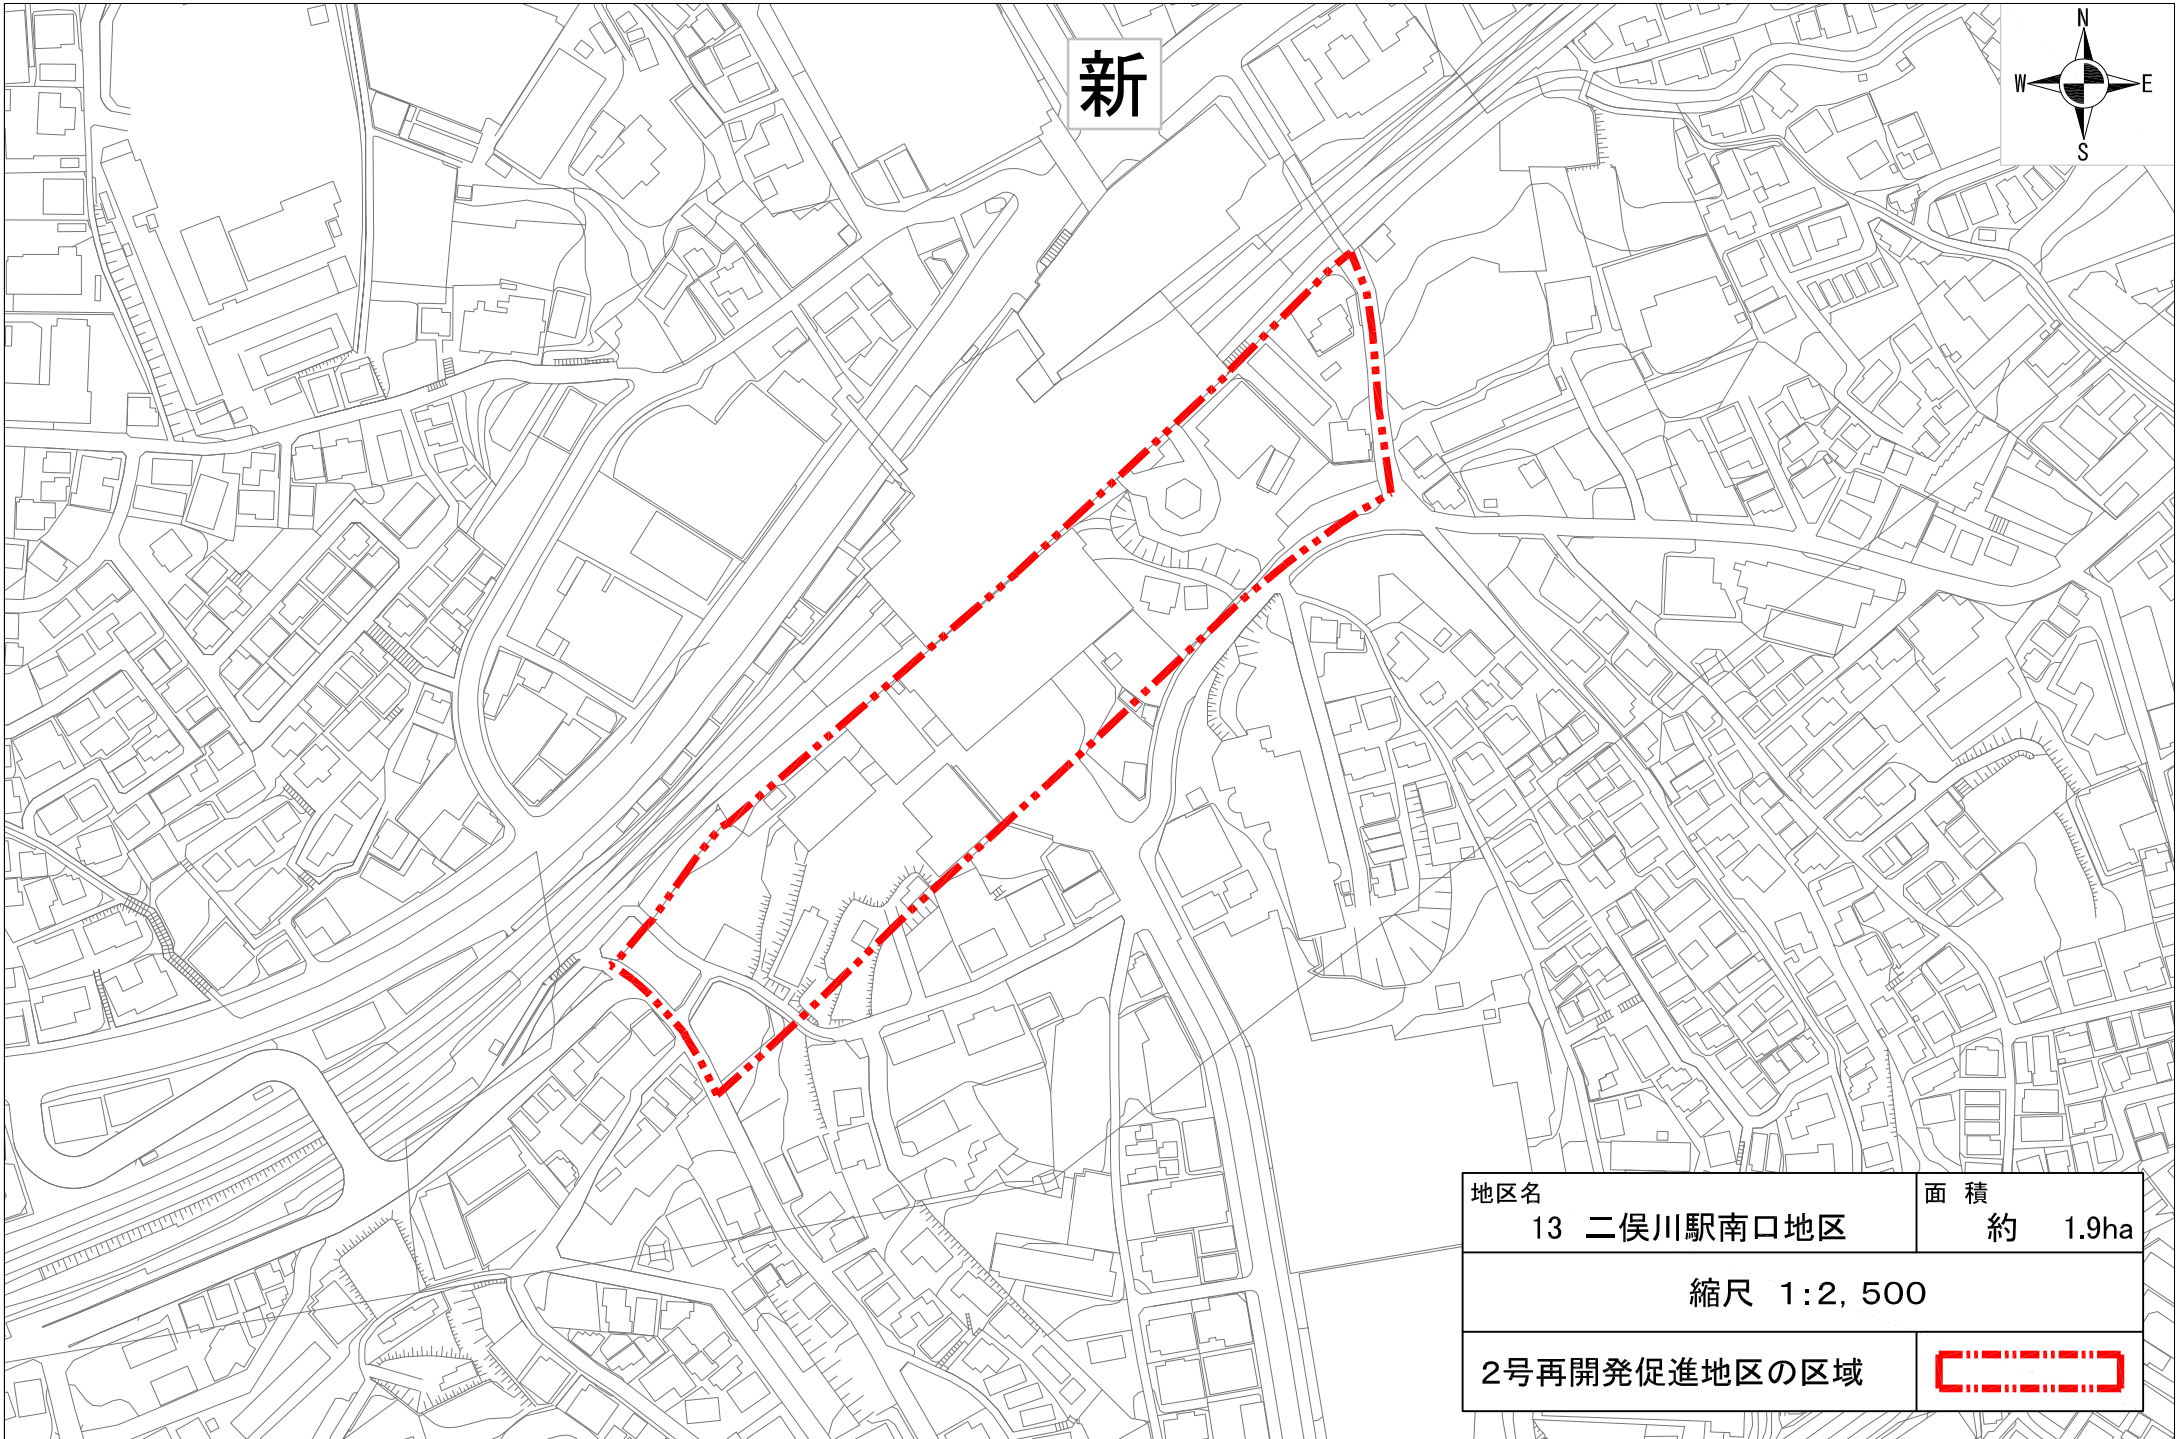 新
N
W E
S
地区名
13 二俣川駅南口地区
面 積
約 1.9ha
縮尺 1:2,500
2号再開発促進地区の区域